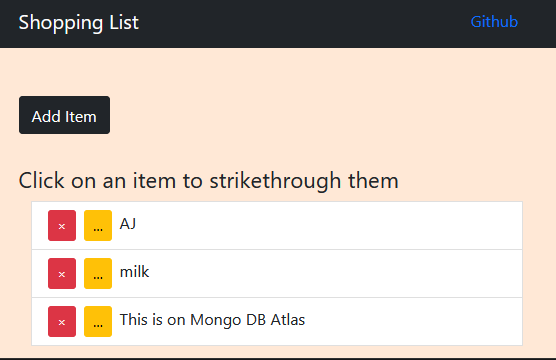 Shopping List Github
Add Item
Click on an item to strikethrough them
× ... AJ
× ... milk
× ... This is on Mongo DB Atlas